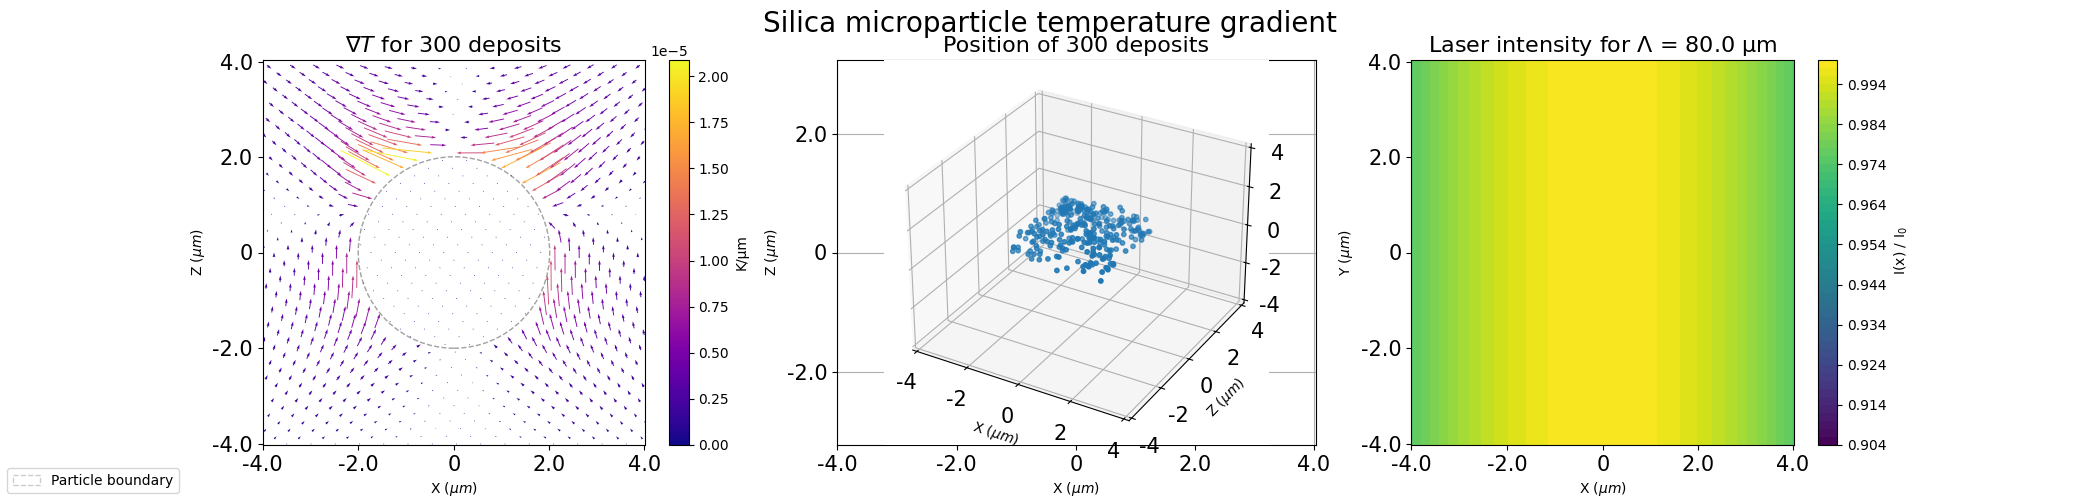 Silica microparticle temperature gradient
∇T for 300 deposits
1e−5
4.0
2.0
0
-2.0
-4.0
Z (μm)
-4.0 -2.0 0 2.0 4.0
X (μm)
2.00
1.75
1.50
1.25
1.00
0.75
0.50
0.25
0.00
K/μm
Particle boundary
Position of 300 deposits
2.0
0
-2.0
Z (μm)
-4.0 -2.0 0 2.0 4.0
X (μm)
4
2
0
-2
-4
4
2
0
-2
-4
Z (μm)
-4
-2
0
2
4
X (μm)
Laser intensity for Λ = 80.0 μm
4.0
2.0
0
-2.0
-4.0
Y (μm)
-4.0 -2.0 0 2.0 4.0
X (μm)
0.994
0.984
0.974
0.964
0.954
0.944
0.934
0.924
0.914
0.904
I(x) / I₀